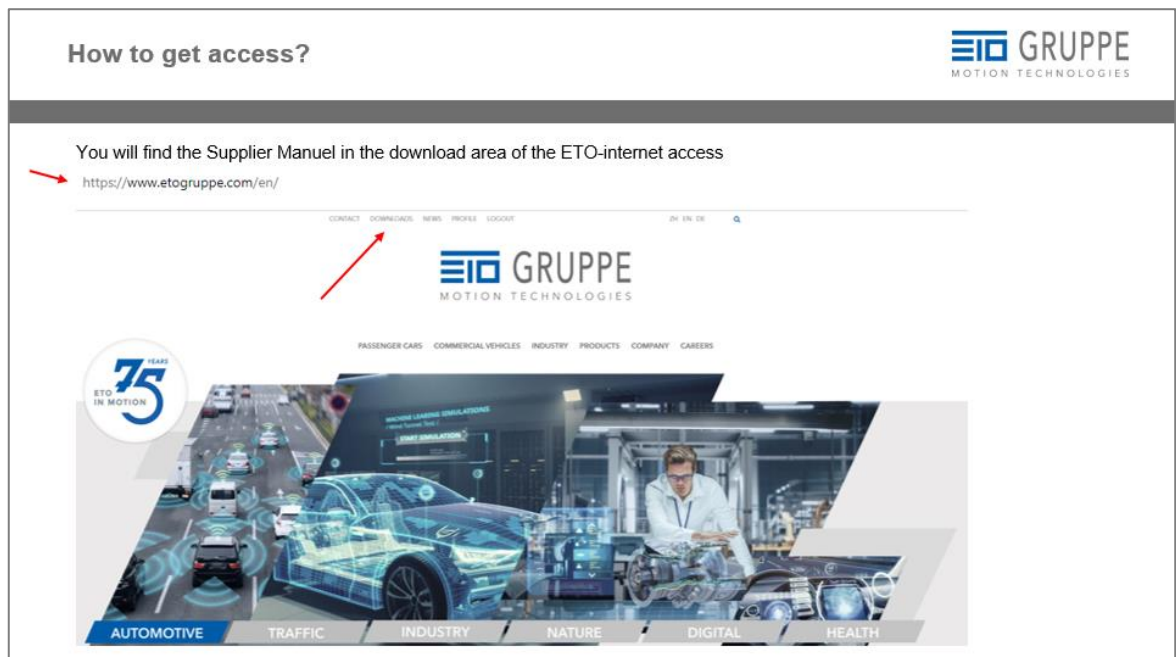 How to get access?
ETO GRUPPE
MOTION TECHNOLOGIES
You will find the Supplier Manuel in the download area of the ETO-internet access
https://www.etogruppe.com/en/
CONTACT DOWNLOADS NEWS PROFILE LOGOUT ZH EN DE
ETO GRUPPE
MOTION TECHNOLOGIES
PASSENGER CARS COMMERCIAL VEHICLES INDUSTRY PRODUCTS COMPANY CAREERS
75 YEARS
ETO
IN MOTION
MACHINE LEARING SIMULATIONS
START SIMULATION
AUTOMOTIVE TRAFFIC INDUSTRY NATURE DIGITAL HEALTH